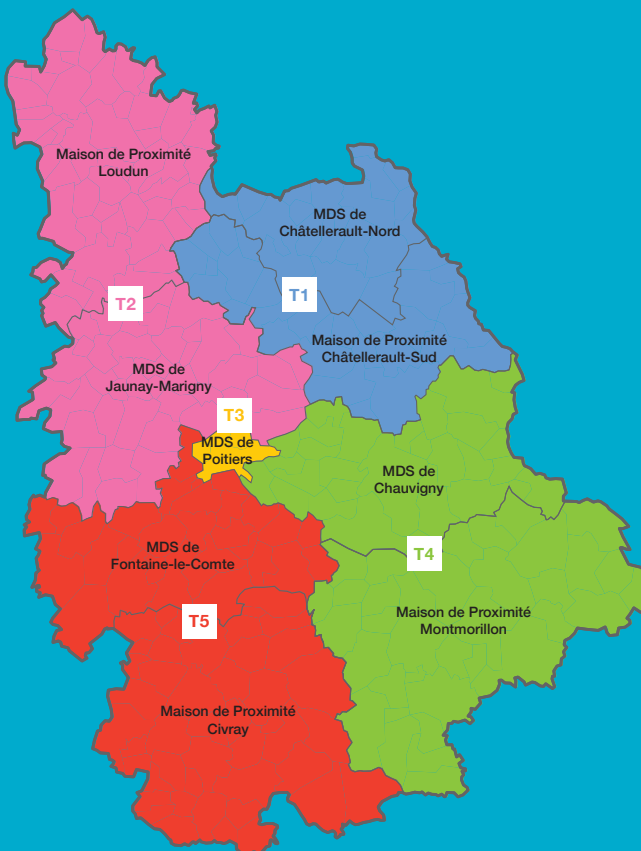 Maison de Proximité
Loudun
MDS de
Châtellerault-Nord
T1
T2
Maison de Proximité
Châtellerault-Sud
MDS de
Jaunay-Marigny
T3
MDS de
Poitiers
MDS de
Chauvigny
T4
MDS de
Fontaine-le-Comte
Maison de Proximité
Montmorillon
T5
Maison de Proximité
Civray